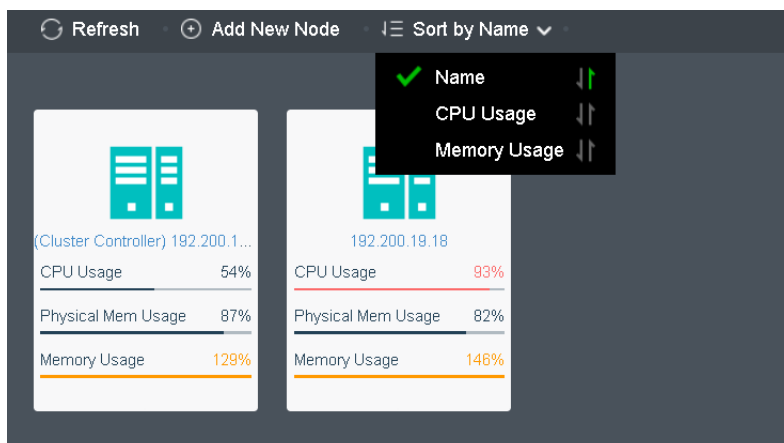 Refresh Add New Node Sort by Name
Name
CPU Usage
Memory Usage
(Cluster Controller) 192.200.1...
CPU Usage 54%
Physical Mem Usage 87%
Memory Usage 129%
192.200.19.18
CPU Usage 93%
Physical Mem Usage 82%
Memory Usage 146%